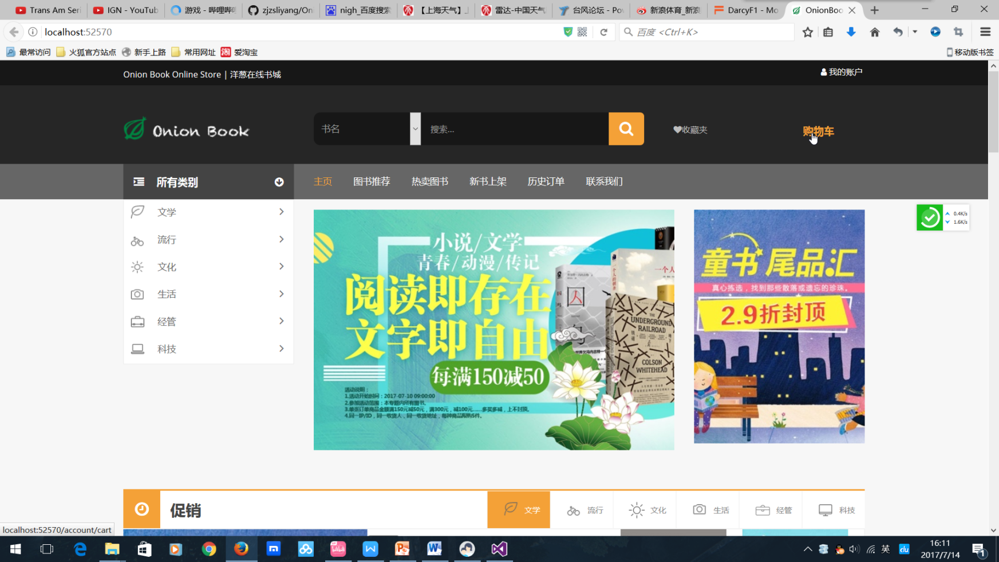 Trans Am Seri
IGN - YouTub
游戏 - 哔哩哔哩
zjzsliyang/Oni
nigh_百度搜索
【上海天气】_
雷达-中国天气
台风论坛 - Po
新浪体育_新浪
DarcyF1 - Mo
OnionBoo
localhost:52570
百度 <Ctrl+K>
最常访问
火狐官方站点
新手上路
常用网址
淘
爱淘宝
移动版书签
Onion Book Online Store | 洋葱在线书城
我的账户
Onion Book
书名
搜索...
收藏夹
购物车
所有类别
主页
图书推荐
热卖图书
新书上架
历史订单
联系我们
文学
流行
文化
生活
经管
科技
小说/文学
青春/动漫/传记
阅读即存在
文字即自由
每满150减50
活动说明：
1.活动开始时间：2017-07-10 09:00:00
2.参加活动范围：本专题内所有图书。
3.单张订单商品金额满150元减50元，满300元，减100元......多买多减，上不封顶。
4.同一IP/ID，同一收货人，同一收货地址，每种商品限购5件。
一个人
THE
UNDERGROUND
RAILROAD
COLSON
WHITEHEAD
童书 尾品汇
真心拣选，找到那些散落或遗忘的珍珠。
2.9折封顶
0.4K/s
1.6K/s
促销
文学
流行
文化
生活
经管
科技
localhost:52570/account/cart
英
du
16:11
2017/7/14
1